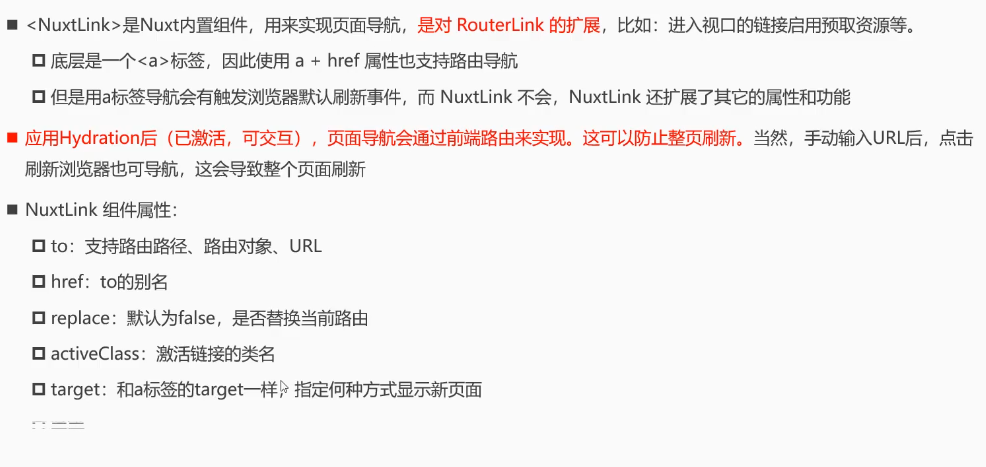 <NuxtLink>是Nuxt内置组件，用来实现页面导航，是对 RouterLink 的扩展，比如：进入视口的链接启用预取资源等。
底层是一个<a>标签，因此使用 a + href 属性也支持路由导航
但是用a标签导航会有触发浏览器默认刷新事件，而 NuxtLink 不会，NuxtLink 还扩展了其它的属性和功能
应用Hydration后（已激活，可交互），页面导航会通过前端路由来实现。这可以防止整页刷新。当然，手动输入URL后，点击
刷新浏览器也可导航，这会导致整个页面刷新
NuxtLink 组件属性：
to：支持路由路径、路由对象、URL
href：to的别名
replace：默认为false，是否替换当前路由
activeClass：激活链接的类名
target：和a标签的target一样，指定何种方式显示新页面